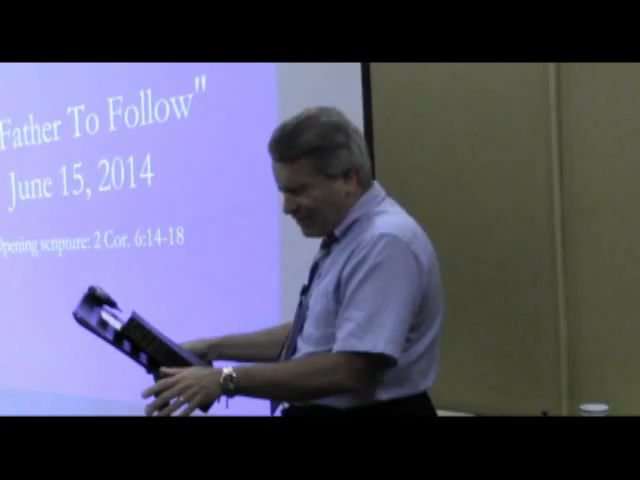 Father To Follow"
June 15, 2014
Opening scripture: 2 Cor. 6:14-18